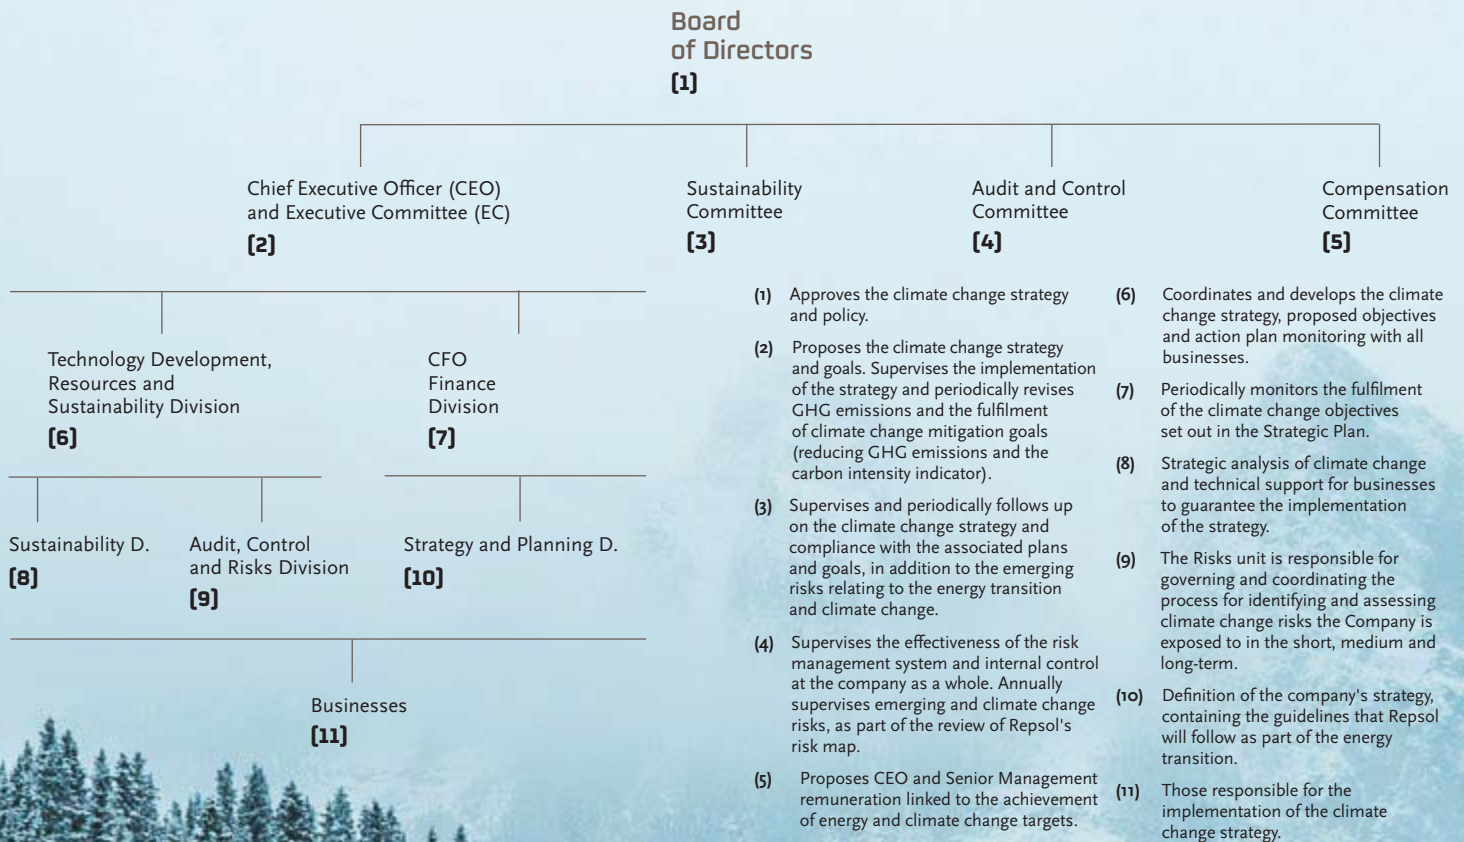 Board
of Directors
(1)
Chief Executive Officer (CEO)
and Executive Committee (EC)
(2)
Sustainability
Committee
(3)
Audit and Control
Committee
(4)
Compensation
Committee
(5)
Technology Development,
Resources and
Sustainability Division
(6)
CFO
Finance
Division
(7)
Sustainability D.
(8)
Audit, Control
and Risks Division
(9)
Strategy and Planning D.
(10)
Businesses
(11)
(1) Approves the climate change strategy
and policy.
(2) Proposes the climate change strategy
and goals. Supervises the implementation
of the strategy and periodically revises
GHG emissions and the fulfilment
of climate change mitigation goals
(reducing GHG emissions and the
carbon intensity indicator).
(3) Supervises and periodically follows up
on the climate change strategy and
compliance with the associated plans
and goals, in addition to the emerging
risks relating to the energy transition
and climate change.
(4) Supervises the effectiveness of the risk
management system and internal control
at the company as a whole. Annually
supervises emerging and climate change
risks, as part of the review of Repsol's
risk map.
(5) Proposes CEO and Senior Management
remuneration linked to the achievement
of energy and climate change targets.
(6) Coordinates and develops the climate
change strategy, proposed objectives
and action plan monitoring with all
businesses.
(7) Periodically monitors the fulfilment
of the climate change objectives
set out in the Strategic Plan.
(8) Strategic analysis of climate change
and technical support for businesses
to guarantee the implementation
of the strategy.
(9) The Risks unit is responsible for
governing and coordinating the
process for identifying and assessing
climate change risks the Company is
exposed to in the short, medium and
long-term.
(10) Definition of the company's strategy,
containing the guidelines that Repsol
will follow as part of the energy
transition.
(11) Those responsible for the
implementation of the climate
change strategy.